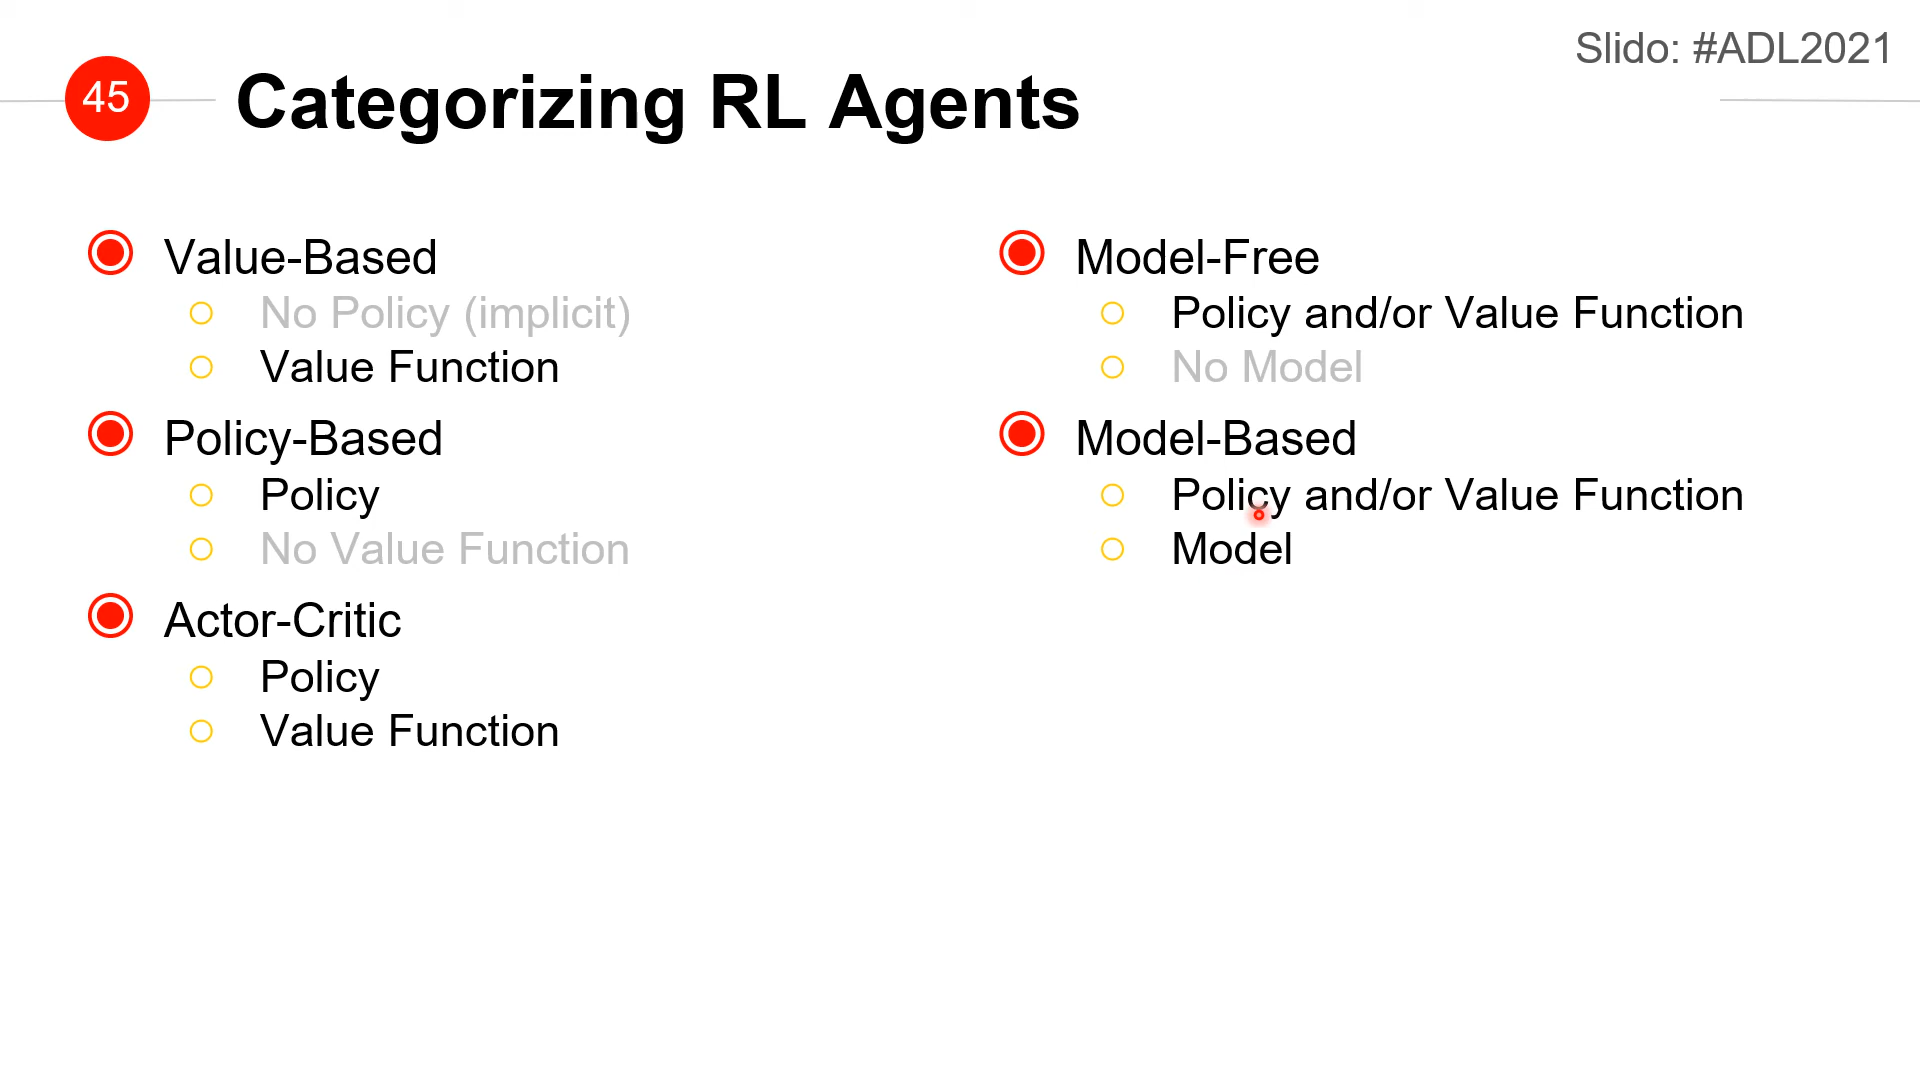 Slido: #ADL2021
45
Categorizing RL Agents
Value-Based
No Policy (implicit)
Value Function
Policy-Based
Policy
No Value Function
Actor-Critic
Policy
Value Function
Model-Free
Policy and/or Value Function
No Model
Model-Based
Policy and/or Value Function
Model